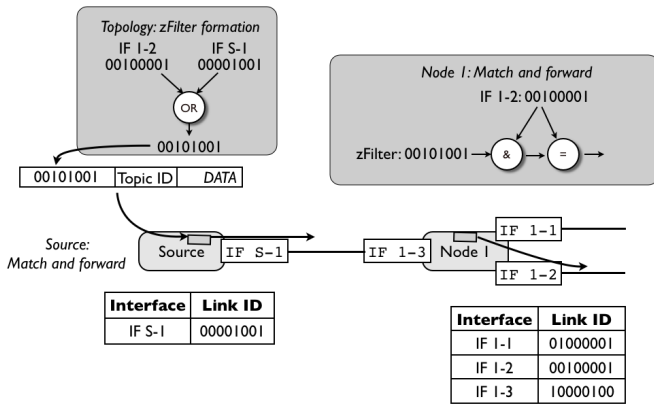 Topology: zFilter formation
IF 1-2 IF S-1
00100001 00001001
OR
00101001
00101001 Topic ID DATA
Node 1: Match and forward
IF 1-2: 00100001
zFilter: 00101001 & =
Source:
Match and forward
Source IF S-1 IF 1-3 Node 1 IF 1-1
IF 1-2
Interface Link ID
IF S-1 00001001
Interface Link ID
IF 1-1 01000001
IF 1-2 00100001
IF 1-3 10000100